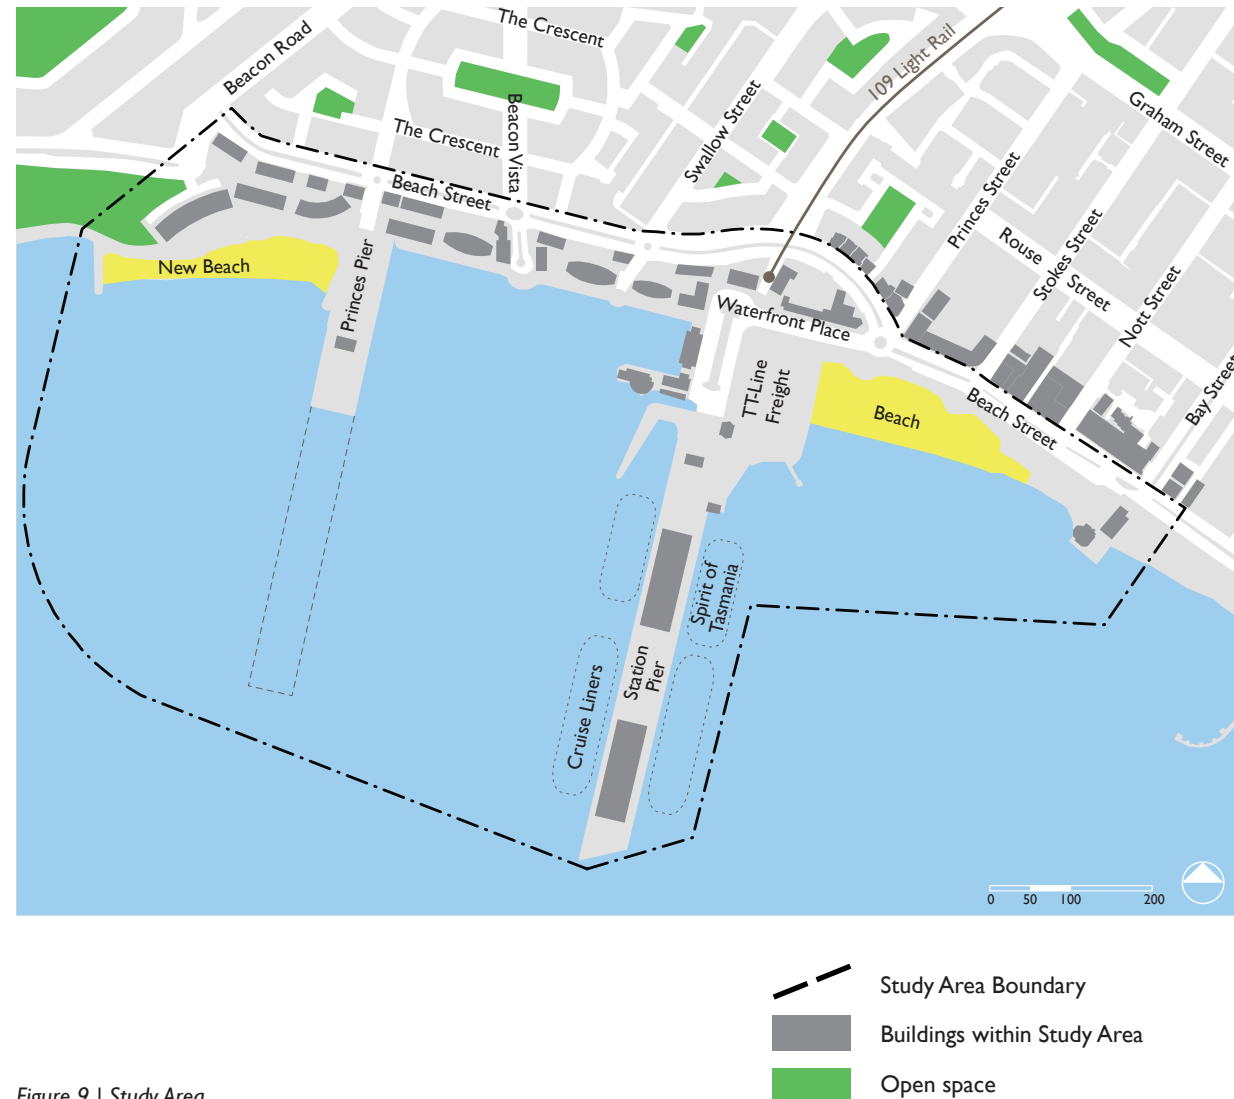 The Crescent
Beacon Road
109 Light Rail
Graham Street
Beacon Vista
Swallow Street
The Crescent
Princes Street
Beach Street
Rouse
Street
Stokes Street
Nott Street
New Beach
Princes Pier
Waterfront Place
Bay Street
TT-Line
Freight
Beach
Beach Street
Spirit of
Tasmania
Station
Pier
Cruise Liners
0 50 100 200
Study Area Boundary
Buildings within Study Area
Open space
Figure 9 | Study Area